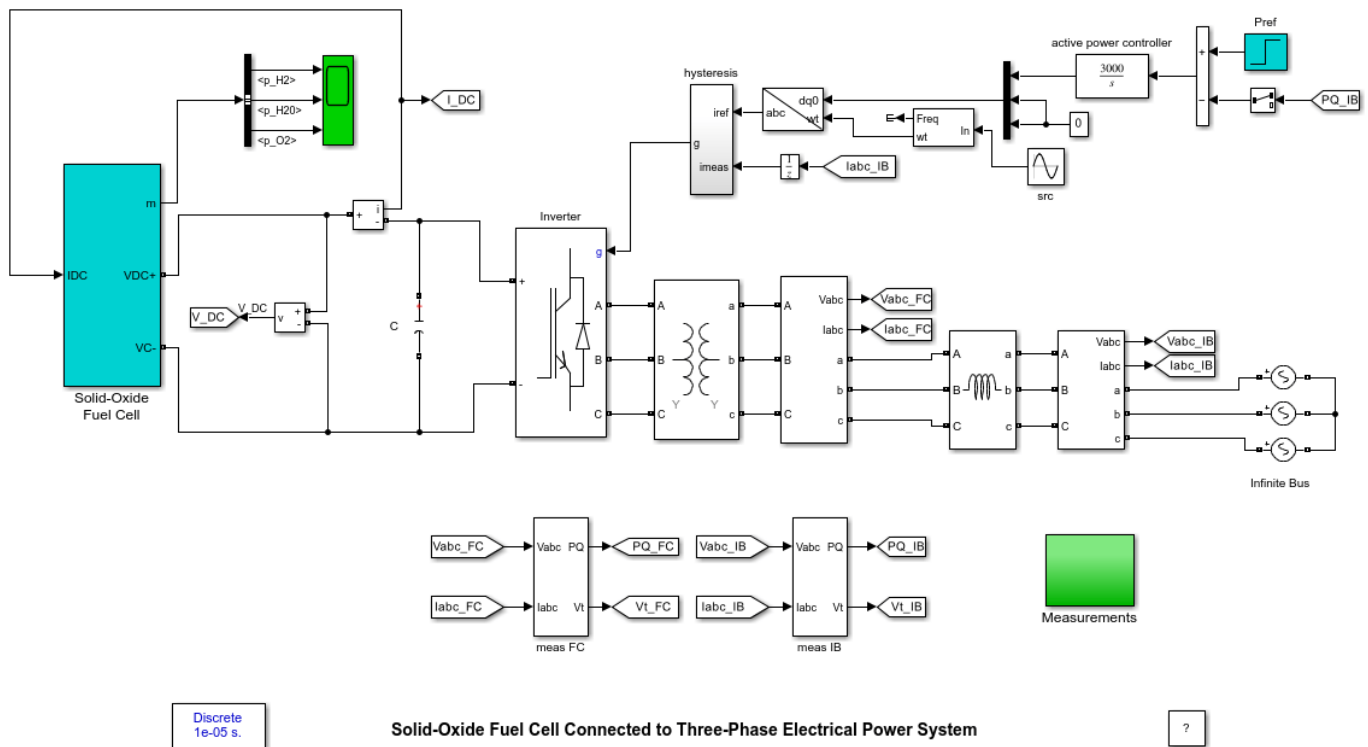 Pref
active power controller
3000
s
+
−
PQ_IB
hysteresis
<p_H2>
<p_H20>
<p_O2>
I_DC
iref
g
imeas
dq0
abc
wt
Freq
wt
In
0
1
z
Iabc_IB
src
m
IDC
VDC+
VC-
Solid-Oxide
Fuel Cell
+
i
-
V_DC
V_DC
v
+
-
+
C
Inverter
g
+
-
A
B
C
A
B
C
a
b
c
Y
Y
A
B
C
Vabc
Iabc
a
b
c
Vabc_FC
Iabc_FC
A
B
C
a
b
c
A
B
C
Vabc
Iabc
a
b
c
Vabc_IB
Iabc_IB
+
+
+
Infinite Bus
Vabc_FC
Vabc
PQ
PQ_FC
Iabc_FC
Iabc
Vt
Vt_FC
meas FC
Vabc_IB
Vabc
PQ
PQ_IB
Iabc_IB
Iabc
Vt
Vt_IB
meas IB
Measurements
Discrete
1e-05 s.
Solid-Oxide Fuel Cell Connected to Three-Phase Electrical Power System
?